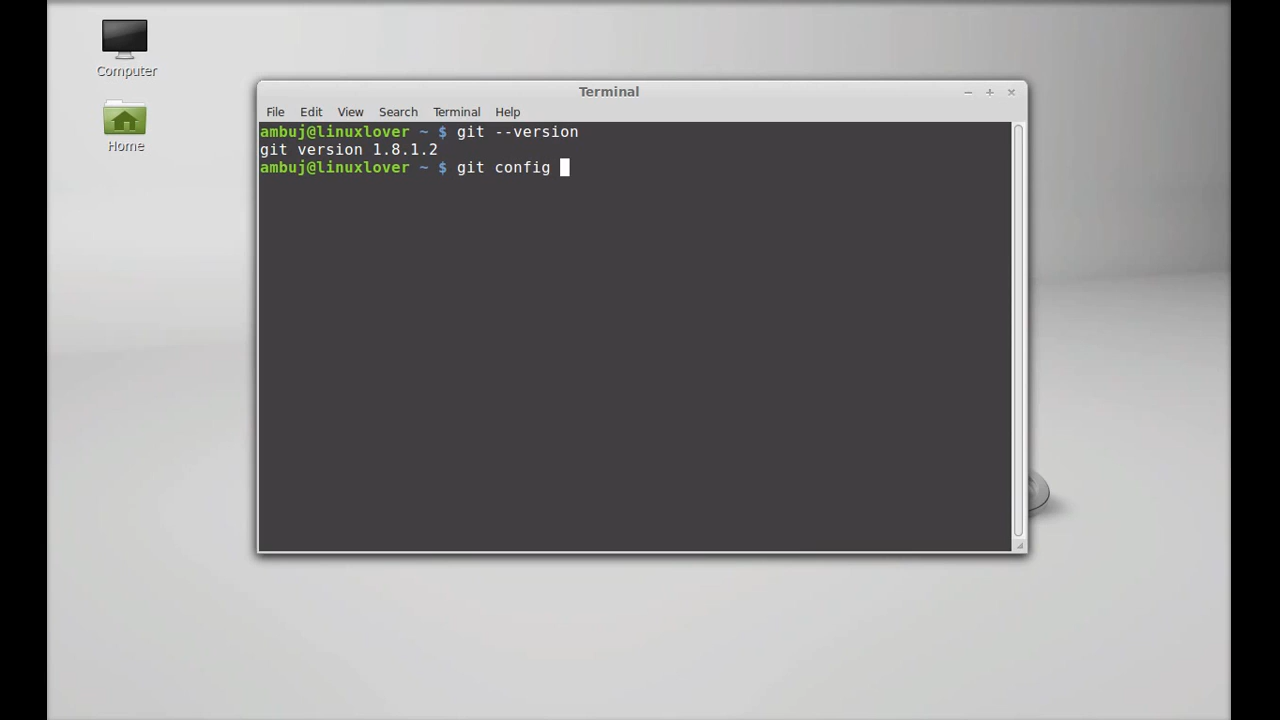 Computer
Home
Terminal
File Edit View Search Terminal Help
ambuj@linuxlover ~ $ git --version
git version 1.8.1.2
ambuj@linuxlover ~ $ git config